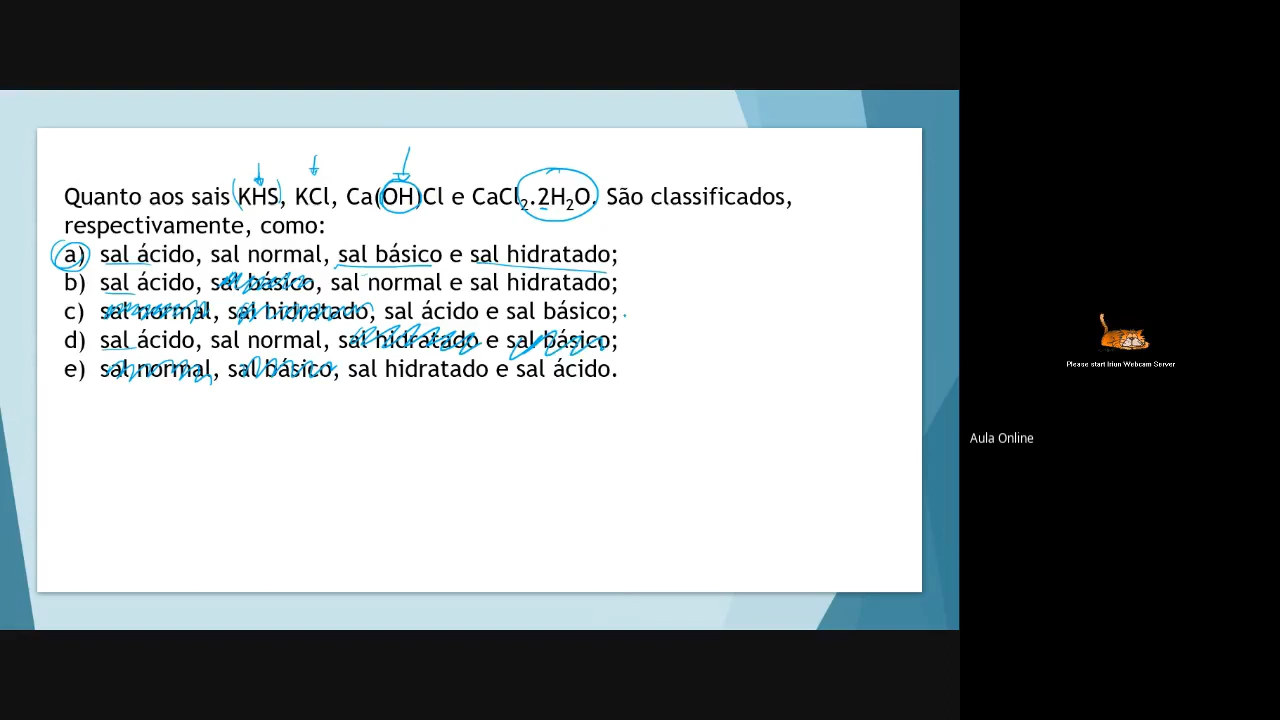 Quanto aos sais KHS, KCl, Ca(OH)Cl e CaCl₂.2H₂O. São classificados,
respectivamente, como:
a) sal ácido, sal normal, sal básico e sal hidratado;
b) sal ácido, sal básico, sal normal e sal hidratado;
c) sal normal, sal hidratado, sal ácido e sal básico;
d) sal ácido, sal normal, sal hidratado e sal básico;
e) sal normal, sal básico, sal hidratado e sal ácido.
Please start Iriun Webcam Server
Aula Online